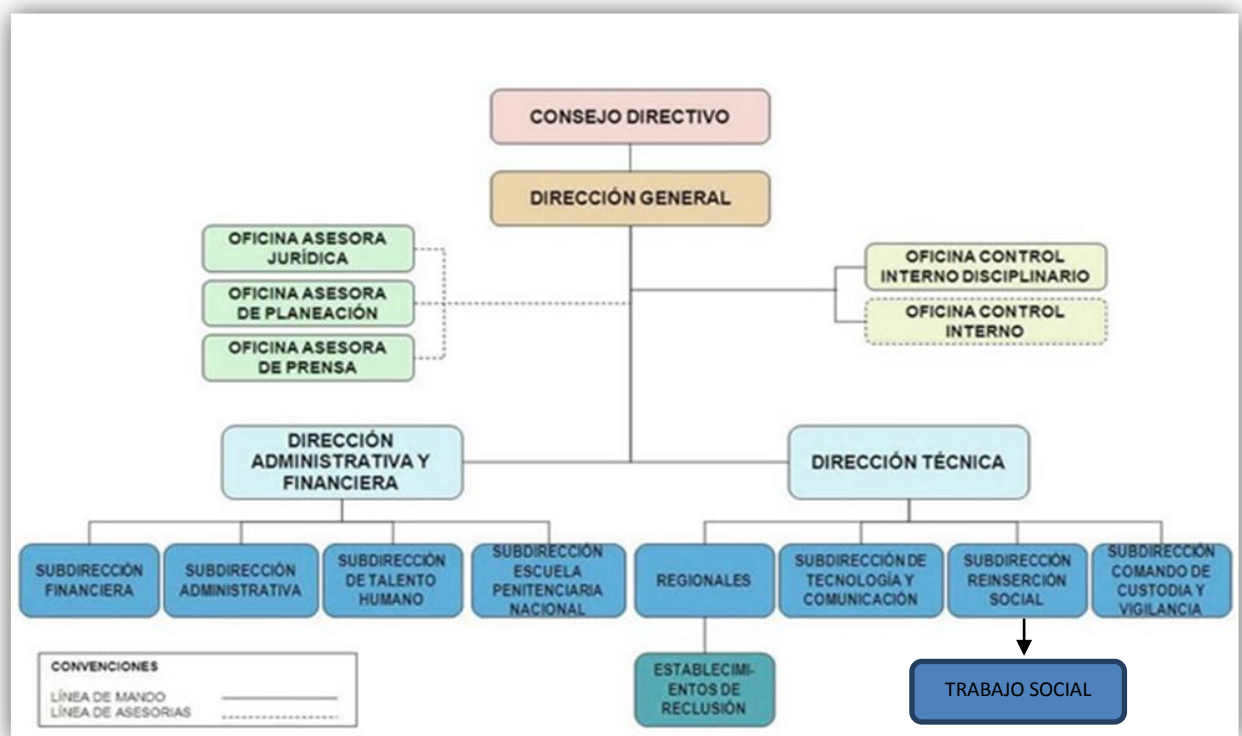 CONSEJO DIRECTIVO
DIRECCIÓN GENERAL
OFICINA ASESORA
JURÍDICA
OFICINA ASESORA
DE PLANEACIÓN
OFICINA ASESORA
DE PRENSA
OFICINA CONTROL
INTERNO DISCIPLINARIO
OFICINA CONTROL
INTERNO
DIRECCIÓN
ADMINISTRATIVA Y
FINANCIERA
DIRECCIÓN TÉCNICA
SUBDIRECCIÓN
FINANCIERA
SUBDIRECCIÓN
ADMINISTRATIVA
SUBDIRECCIÓN
DE TALENTO
HUMANO
SUBDIRECCIÓN
ESCUELA
PENITENCIARIA
NACIONAL
REGIONALES
SUBDIRECCIÓN DE
TECNOLOGÍA Y
COMUNICACIÓN
SUBDIRECCIÓN
REINSERCIÓN
SOCIAL
SUBDIRECCIÓN
COMANDO DE
CUSTODIA Y
VIGILANCIA
CONVENCIONES
LÍNEA DE MANDO
LÍNEA DE ASESORIAS
ESTABLECIMI-
ENTOS DE
RECLUSIÓN
TRABAJO SOCIAL